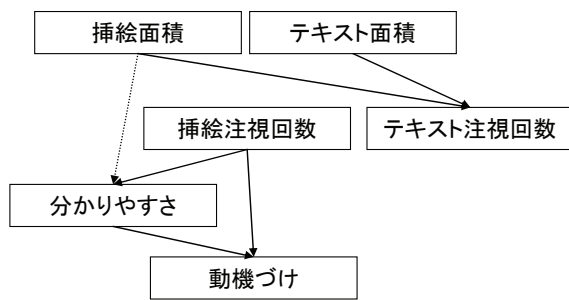 挿絵面積
テキスト面積
挿絵注視回数
テキスト注視回数
分かりやすさ
動機づけ